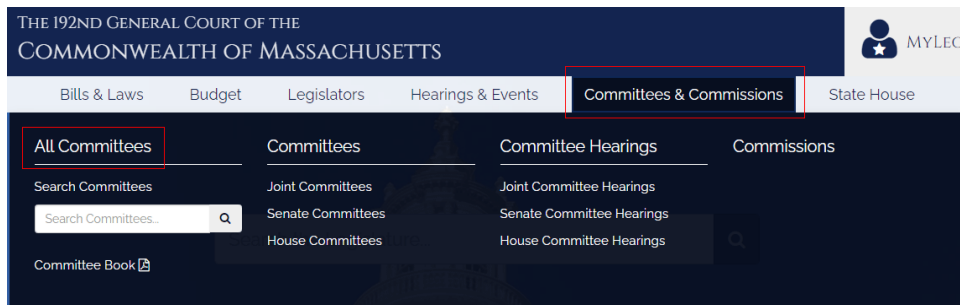 The 192nd General Court of the
Commonwealth of Massachusetts
Bills & Laws
Budget
Legislators
Hearings & Events
Committees & Commissions
State House
All Committees
Search Committees
Search Committees...
Committee Book
Committees
Joint Committees
Senate Committees
House Committees
Committee Hearings
Joint Committee Hearings
Senate Committee Hearings
House Committee Hearings
Commissions